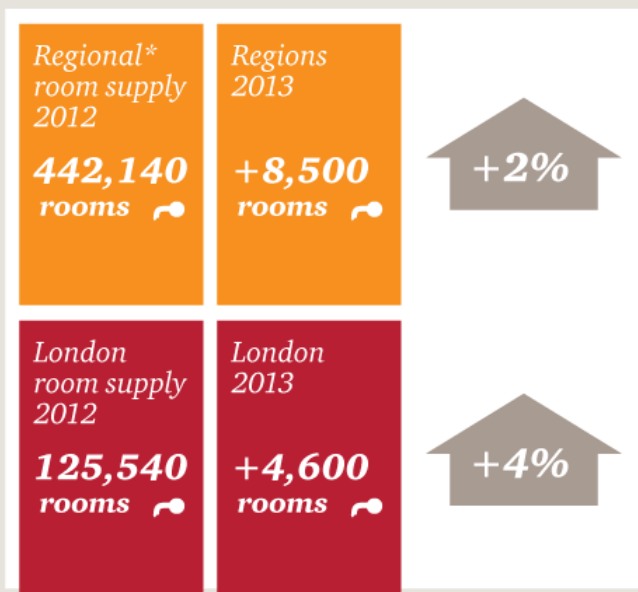 Regional*
room supply
2012
442,140
rooms
Regions
2013
+8,500
rooms
+2%
London
room supply
2012
125,540
rooms
London
2013
+4,600
rooms
+4%